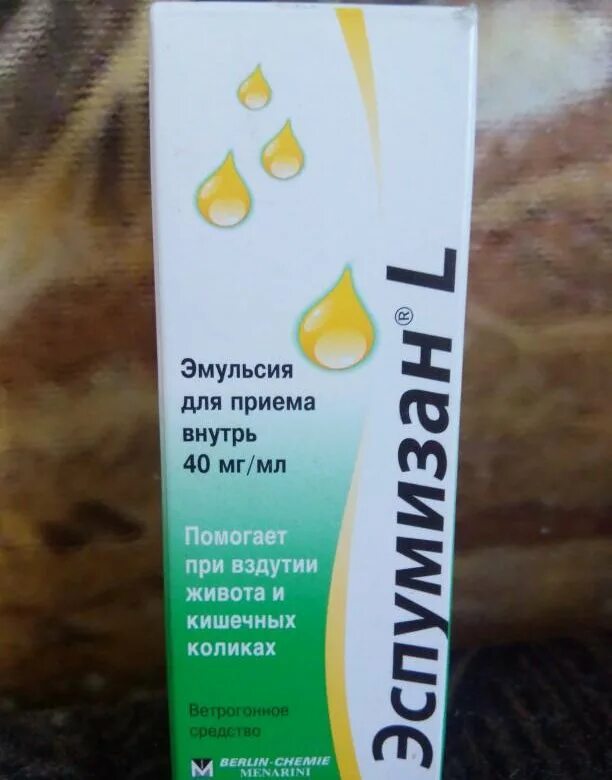 Эспумизан® L
Эмульсия
для приема
внутрь
40 мг/мл
Помогает
при вздутии
живота и
кишечных
коликах
Ветрогонное
средство
BERLIN-CHEMIE
MENARINI